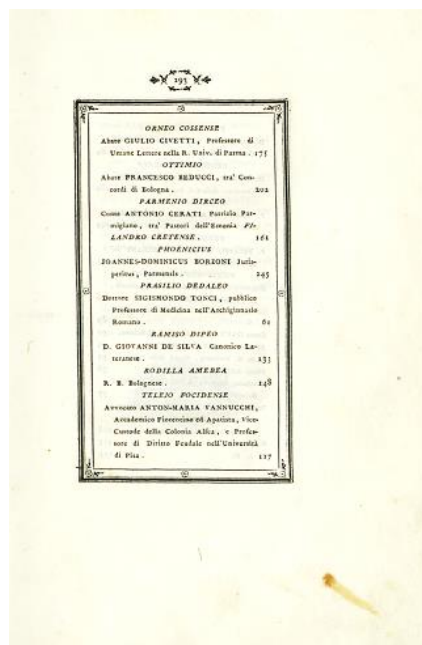 193
ORNEO COSSENSE
Abate GIULIO CIVETTI, Professore di
Umane Lettere nella R. Univ. di Parma. 175
OTTIMIO
Abate FRANCESCO BEDUCCI, tra' Con-
cordi di Bologna. 202
PARMENIO DIRCEO
Conte ANTONIO CERATI Patrizio Par-
migiano, tra' Pastori dell'Emonia FI-
LANDRO CRETENSE. 161
PHOENICIUS
JOANNES-DOMINICUS BORZONI Juris-
peritus, Parmensis. 245
PRASILIO DEDALEO
Dottore SIGISMONDO TONCI, pubblico
Professore di Medicina nell'Archiginnasio
Romano. 61
RAMISO DIPEO
D. GIOVANNI DE SILVA Canonico La-
teranese. 133
RODILLA AMEBEA
R. B. Bolognese. 148
TELEJO FOCIDENSE
Avvocato ANTON-MARIA VANNUCCHI,
Accademico Fiorentino ed Apatista, Vice-
Custode della Colonia Alfea, e Profes-
sore di Diritto Feudale nell'Università
di Pisa. 127